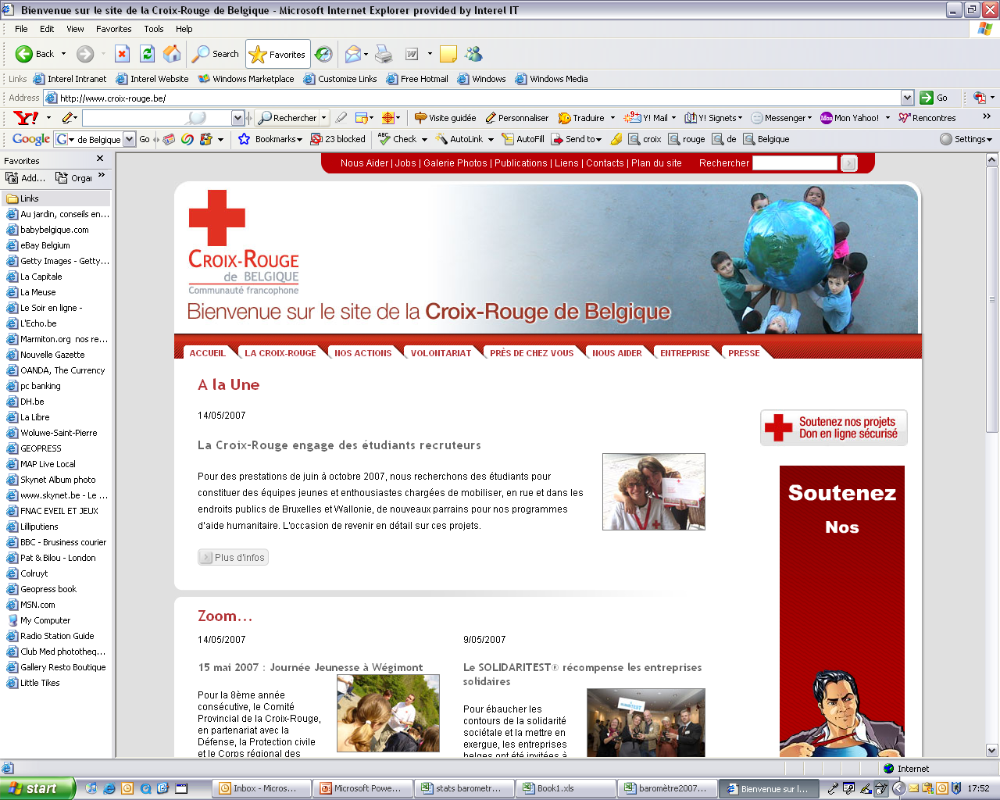 Bienvenue sur le site de la Croix-Rouge de Belgique - Microsoft Internet Explorer provided by Interel IT
File Edit View Favorites Tools Help
Back Search Favorites
Links Interel Intranet Interel Website Windows Marketplace Customize Links Free Hotmail Windows Windows Media
Address http://www.croix-rouge.be/ Go
Y! Rechercher Visite guidée Personnaliser Traduire Y! Mail Y! Signets Messenger Mon Yahoo! Rencontres
Google G de Belgique Go Bookmarks 23 blocked Check AutoLink AutoFill Send to croix rouge de Belgique Settings
Favorites
Add... Orgar
Links
Au jardin, conseils en...
babybelgique.com
eBay Belgium
Getty Images - Getty...
La Capitale
La Meuse
Le Soir en ligne -
L'Echo.be
Marmiton.org nos re...
Nouvelle Gazette
OANDA, The Currency
pc banking
DH.be
La Libre
Woluwe-Saint-Pierre
GEOPRESS
MAP Live Local
Skynet Album photo
www.skynet.be - Le ...
FNAC EVEIL ET JEUX
Lilliputiens
BBC - Brusiness courier
Pat & Bilou - London
Colruyt
Geopress book
MSN.com
My Computer
Radio Station Guide
Club Med phototheq...
Gallery Resto Boutique
Little Tikes
Nous Aider | Jobs | Galerie Photos | Publications | Liens | Contacts | Plan du site Rechercher
CROIX-ROUGE
de BELGIQUE
Communauté francophone
Bienvenue sur le site de la Croix-Rouge de Belgique
ACCUEIL LA CROIX-ROUGE NOS ACTIONS VOLONTARIAT PRÈS DE CHEZ VOUS NOUS AIDER ENTREPRISE PRESSE
A la Une
14/05/2007
La Croix-Rouge engage des étudiants recruteurs
Pour des prestations de juin à octobre 2007, nous recherchons des étudiants pour
constituer des équipes jeunes et enthousiastes chargées de mobiliser, en rue et dans les
endroits publics de Bruxelles et Wallonie, de nouveaux parrains pour nos programmes
d'aide humanitaire. L'occasion de revenir en détail sur ces projets.
Plus d'infos
Soutenez nos projets
Don en ligne sécurisé
Soutenez
Nos
Zoom...
14/05/2007
15 mai 2007 : Journée Jeunesse à Wégimont
Pour la 8ème année
consécutive, le Comité
Provincial de la Croix-Rouge,
en partenariat avec la
Défense, la Protection civile
et le Corps régional des
9/05/2007
Le SOLIDARITEST® récompense les entreprises
solidaires
Pour ébaucher les
contours de la solidarité
sociétale et la mettre en
exergue, les entreprises
belges ont été invitées à
Internet
start Inbox - Micros... Microsoft Powe... stats barometr... Book1.xls baromètre2007... Bienvenue sur l... 17:52